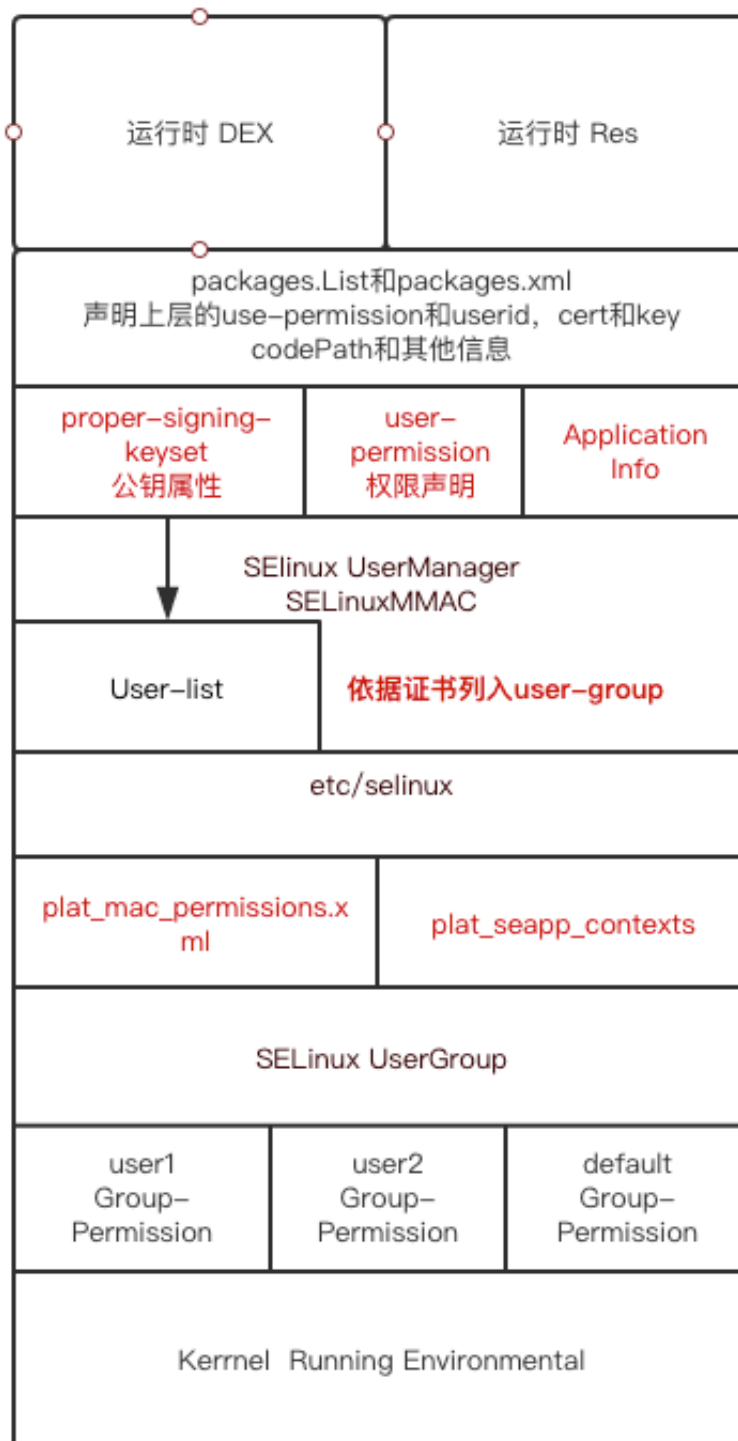 运行时 DEX
运行时 Res
packages.List和packages.xml
声明上层的use-permission和userid，cert和key
codePath和其他信息
proper-signing-
keyset
公钥属性
user-
permission
权限声明
Application
Info
SElinux UserManager
SELinuxMMAC
User-list
依据证书列入user-group
etc/selinux
plat_mac_permissions.x
ml
plat_seapp_contexts
SELinux UserGroup
user1
Group-
Permission
user2
Group-
Permission
default
Group-
Permission
Kerrnel  Running Environmental